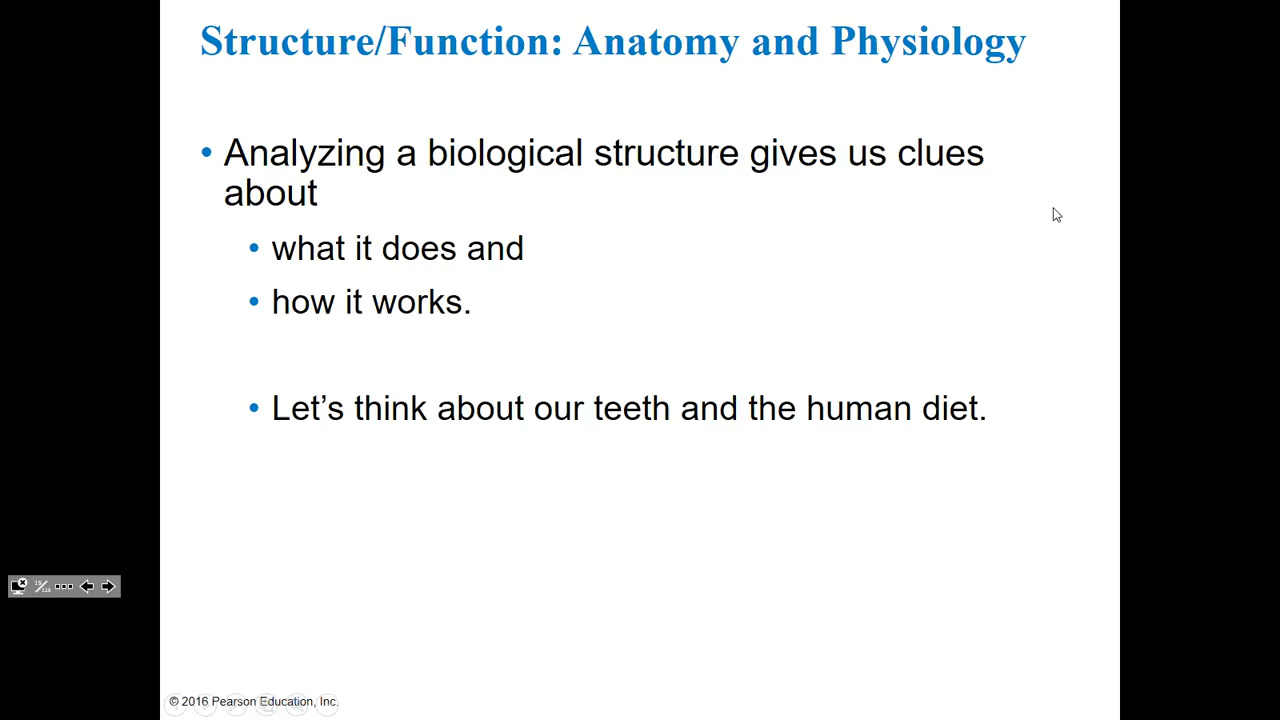 Structure/Function: Anatomy and Physiology
• Analyzing a biological structure gives us clues
about
• what it does and
• how it works.
• Let’s think about our teeth and the human diet.
© 2016 Pearson Education, Inc.